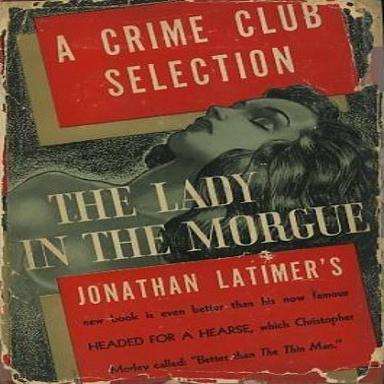 A CRIME CLUB
SELECTION
THE LADY
IN THE MORGUE
JONATHAN LATIMER'S
new book is even better than his now famous
HEADED FOR A HEARSE, which Christopher
Morley called: "Better than The Thin Man."